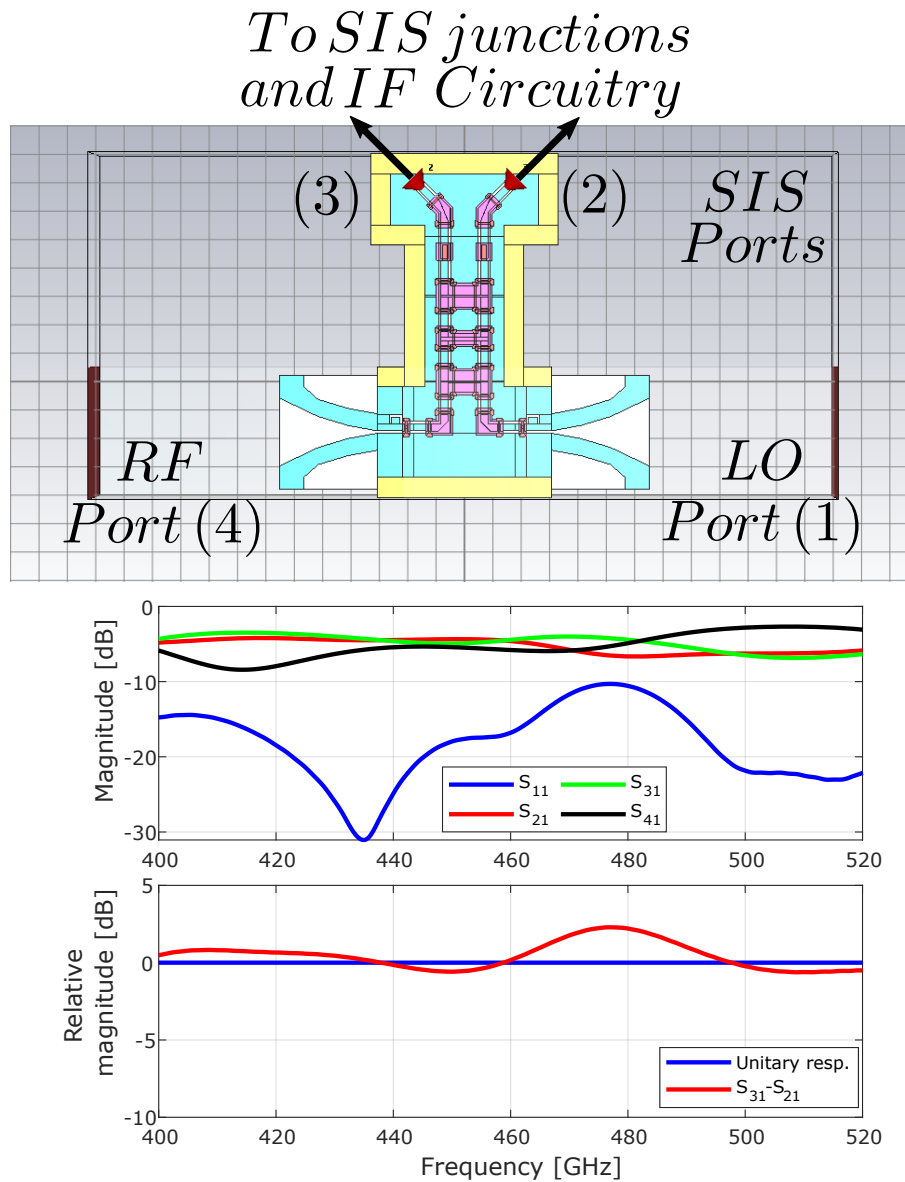 To SIS junctions
and IF Circuitry
2
(3)
(2)
SIS
Ports
RF
Port (4)
LO
Port (1)
0
-10
-20
-30
Magnitude [dB]
S11
S21
S31
S41
400
420
440
460
480
500
520
5
0
-5
-10
Relative
magnitude [dB]
Unitary resp.
S31-S21
400
420
440
460
480
500
520
Frequency [GHz]